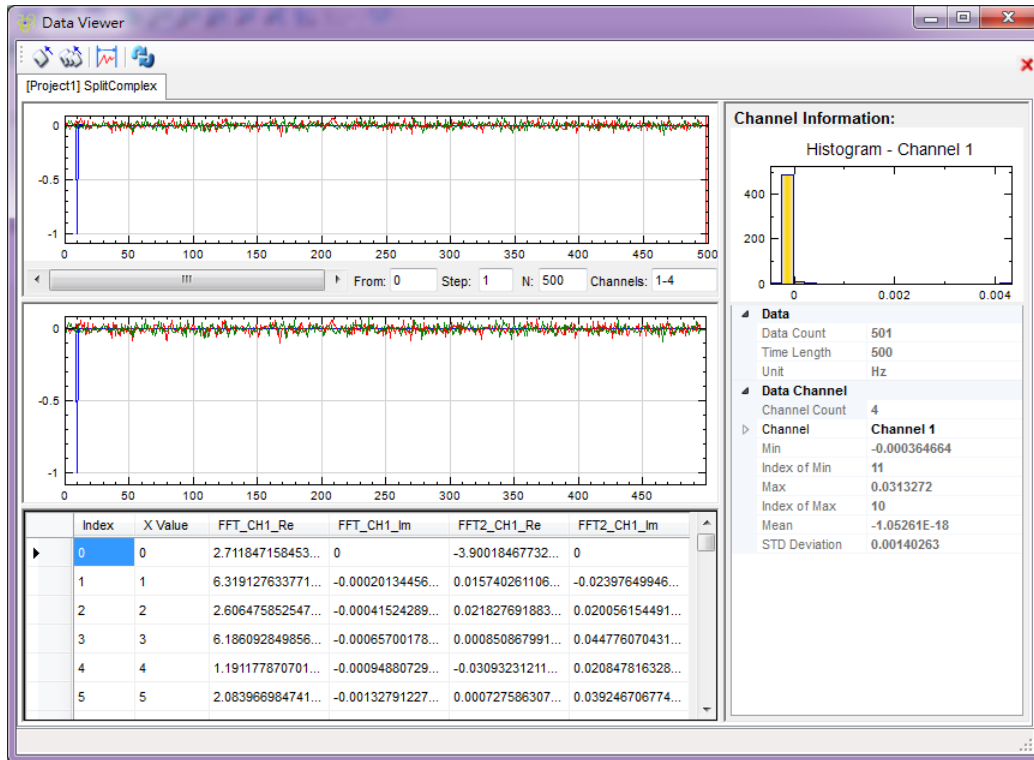 Data Viewer
[Project1] SplitComplex
0
-0.5
-1
0 50 100 150 200 250 300 350 400 450 500
From: 0 Step: 1 N: 500 Channels: 1-4
0
-0.5
-1
0 50 100 150 200 250 300 350 400 450
Index X Value FFT_CH1_Re FFT_CH1_Im FFT2_CH1_Re FFT2_CH1_Im
0 0 2.711847158453... 0 -3.90018467732... 0
1 1 6.319127633771... -0.00020134456... 0.015740261106... -0.02397649946...
2 2 2.606475852547... -0.00041524289... 0.021827691883... 0.020056154491...
3 3 6.186092849856... -0.00065700178... 0.000850867991... 0.044776070431...
4 4 1.191177870701... -0.00094880729... -0.03093231211... 0.020847816328...
5 5 2.083966984741... -0.00132791227... 0.000727586307... 0.039246706774...
Channel Information:
Histogram - Channel 1
400
200
0
0 0.002 0.004
Data
Data Count 501
Time Length 500
Unit Hz
Data Channel
Channel Count 4
Channel Channel 1
Min -0.000364664
Index of Min 11
Max 0.0313272
Index of Max 10
Mean -1.05261E-18
STD Deviation 0.00140263